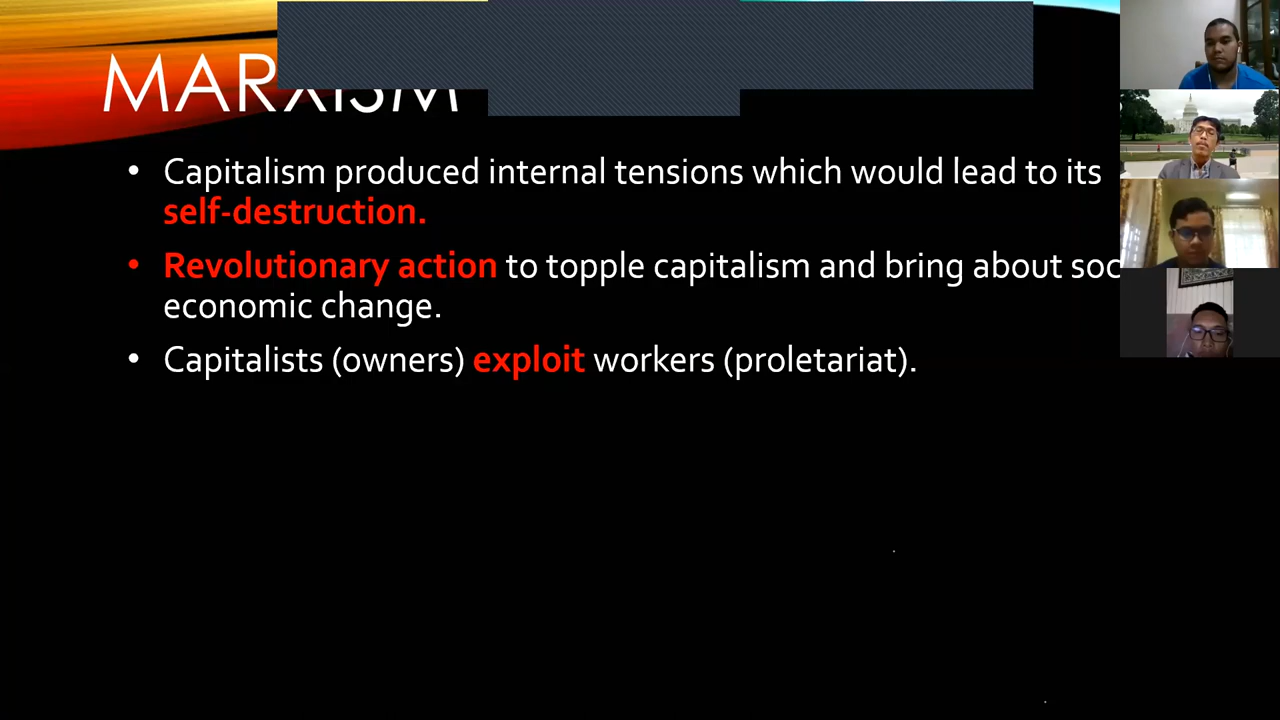 MARXISM
• Capitalism produced internal tensions which would lead to its
self-destruction.
• Revolutionary action to topple capitalism and bring about soc
economic change.
• Capitalists (owners) exploit workers (proletariat).